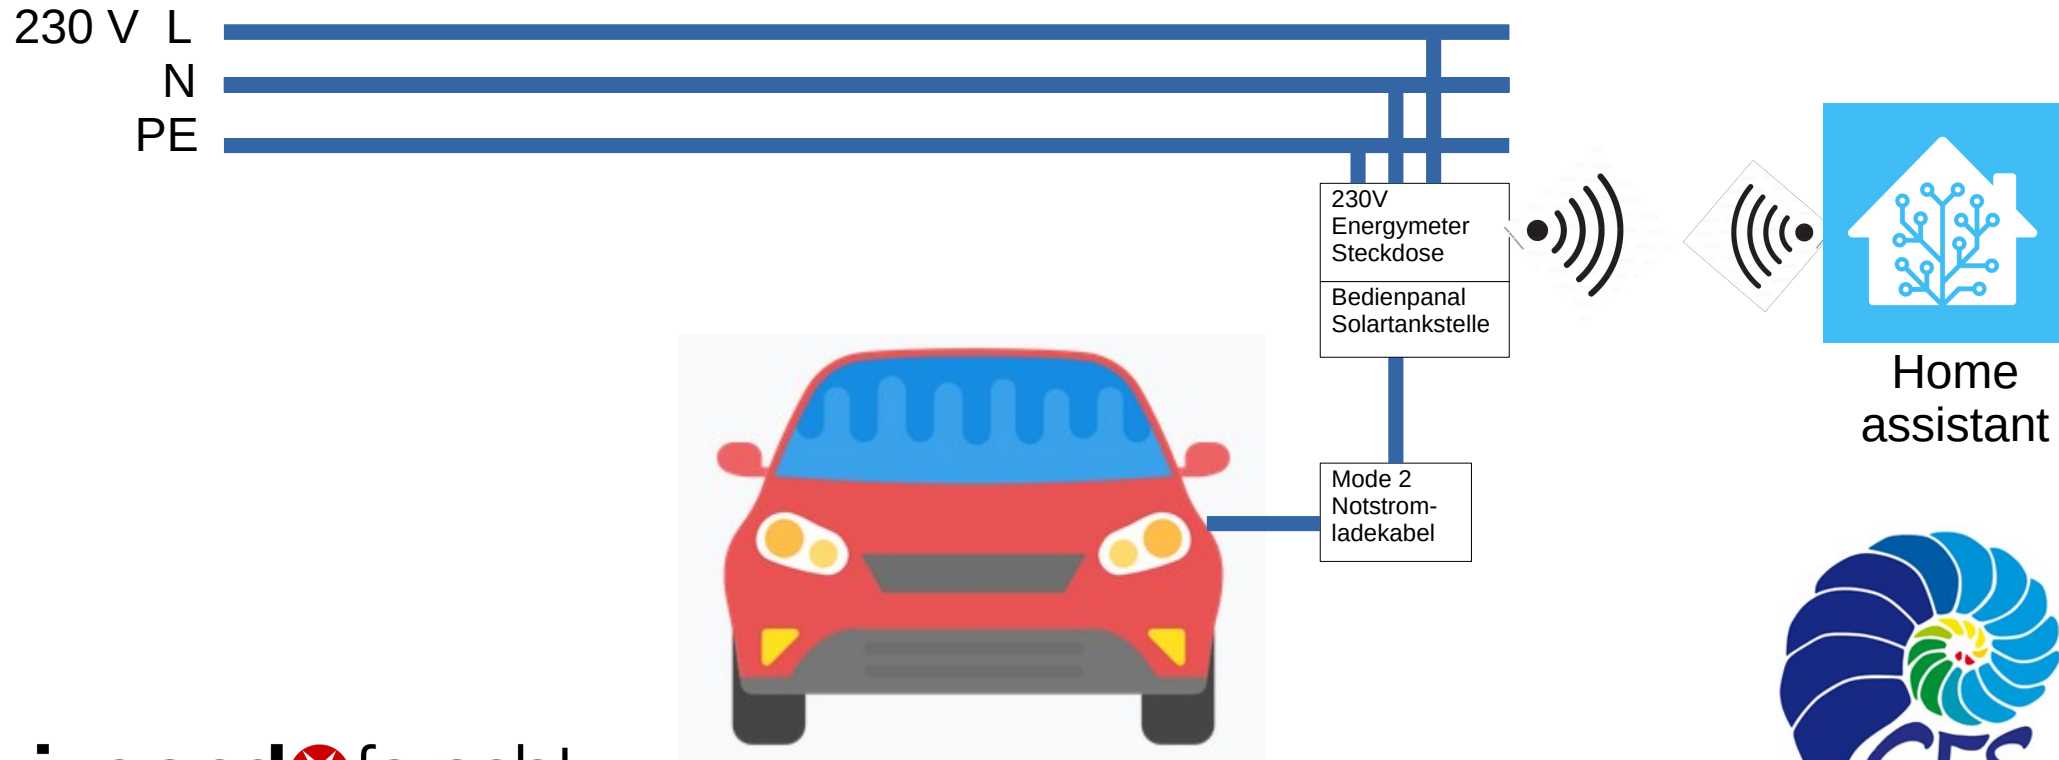 230 V L
N
PE
230V
Energymeter
Steckdose
Bedienpanal
Solartankstelle
Home
assistant
Mode 2
Notstrom-
ladekabel